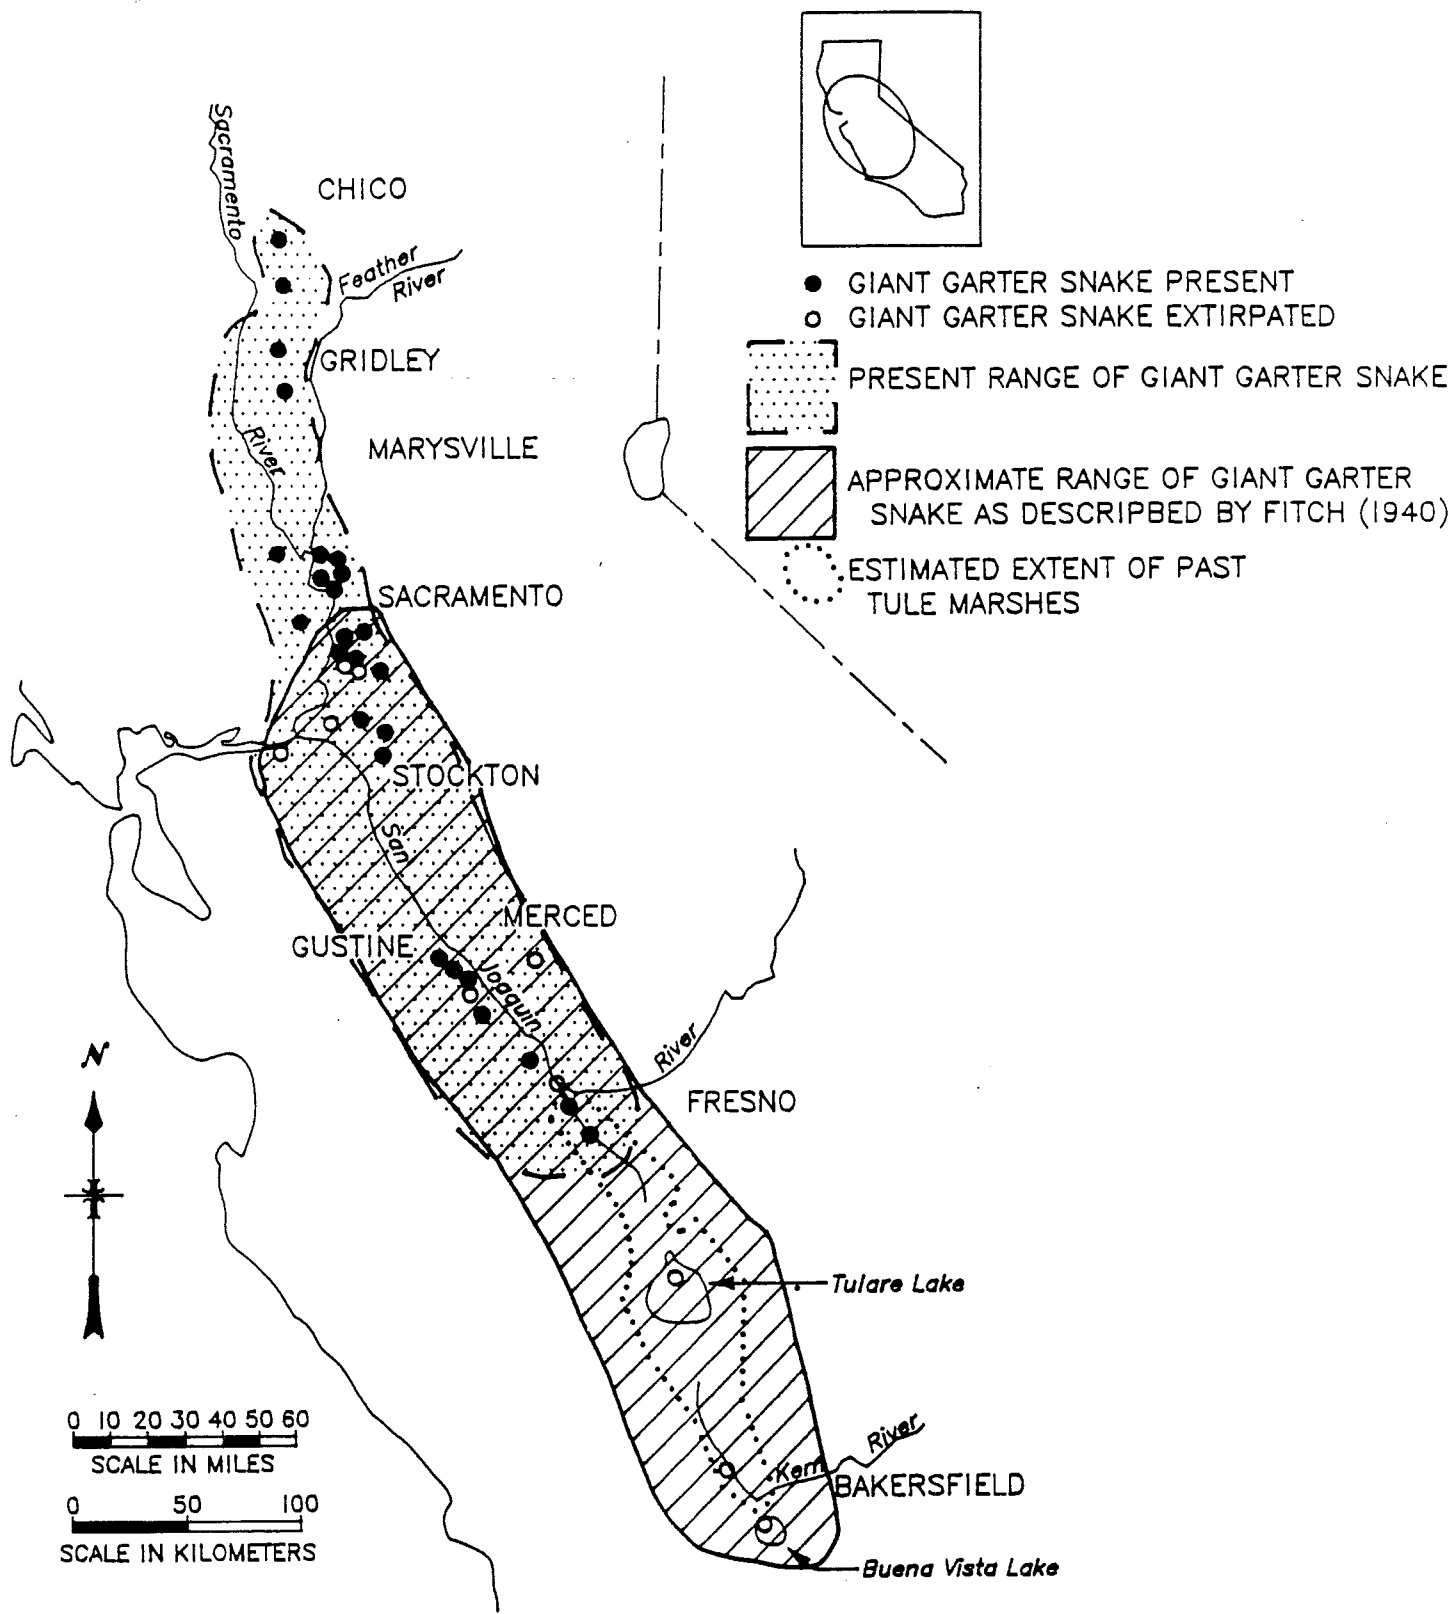 Sacramento
CHICO
Feather
River
GRIDLEY
River
MARYSVILLE
SACRAMENTO
STOCKTON
San
MERCED
GUSTINE
Joaquin
River
FRESNO
Tulare Lake
Kern
River
BAKERSFIELD
Buena Vista Lake
GIANT GARTER SNAKE PRESENT
GIANT GARTER SNAKE EXTIRPATED
PRESENT RANGE OF GIANT GARTER SNAKE
APPROXIMATE RANGE OF GIANT GARTER
SNAKE AS DESCRIPBED BY FITCH (1940)
ESTIMATED EXTENT OF PAST
TULE MARSHES
N
0 10 20 30 40 50 60
SCALE IN MILES
0 50 100
SCALE IN KILOMETERS